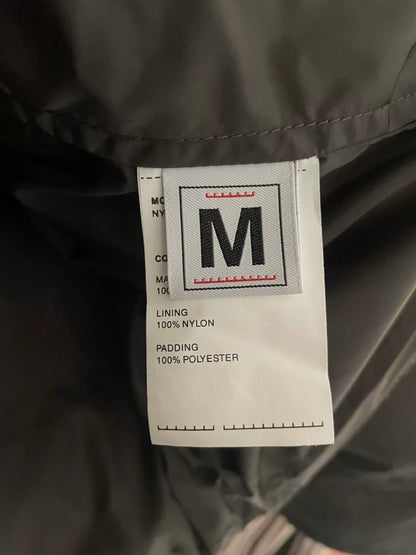 M
LINING
100% NYLON
PADDING
100% POLYESTER